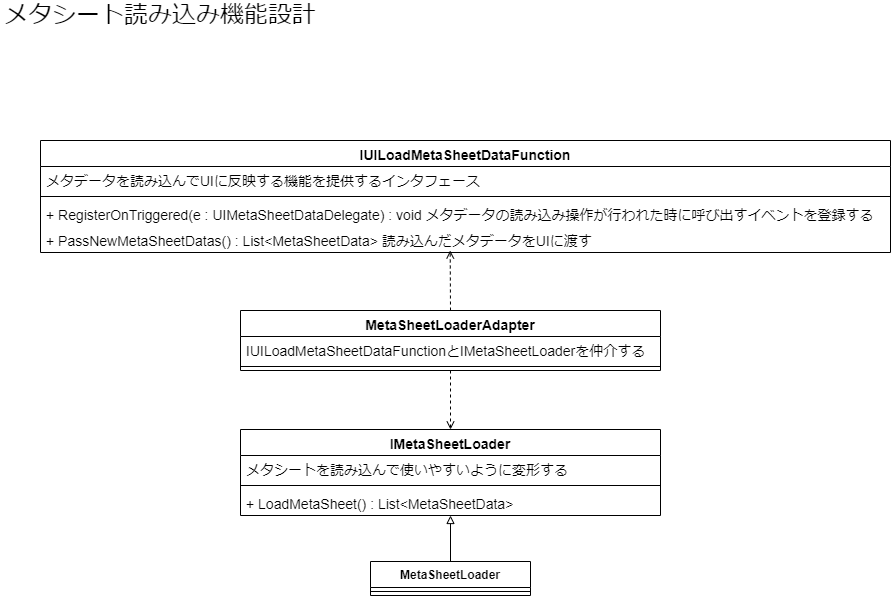 メタシート読み込み機能設計
IUILoadMetaSheetDataFunction
メタデータを読み込んでUIに反映する機能を提供するインタフェース
+ RegisterOnTriggered(e : UIMetaSheetDataDelegate) : void メタデータの読み込み操作が行われた時に呼び出すイベントを登録する
+ PassNewMetaSheetDatas() : List<MetaSheetData> 読み込んだメタデータをUIに渡す
MetaSheetLoaderAdapter
IUILoadMetaSheetDataFunctionとIMetaSheetLoaderを仲介する
IMetaSheetLoader
メタシートを読み込んで使いやすいように変形する
+ LoadMetaSheet() : List<MetaSheetData>
MetaSheetLoader